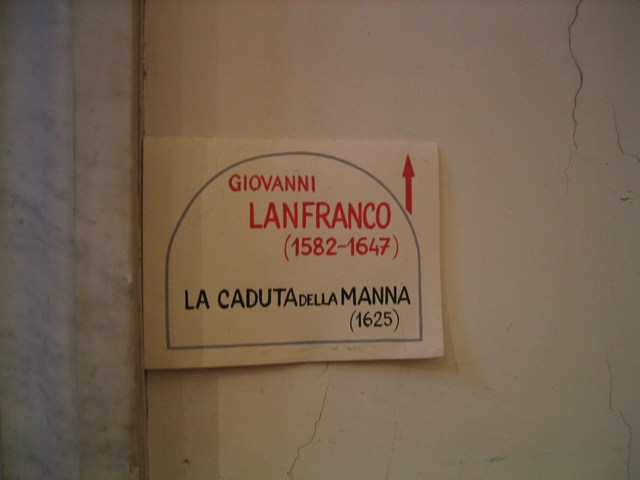 GIOVANNI
LANFRANCO
(1582~1647)
LA CADUTA DELLA MANNA
(1625)